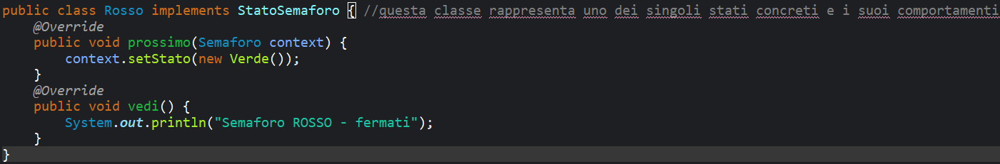 public class Rosso implements StatoSemaforo { //questa classe rappresenta uno dei singoli stati concreti e i suoi comportamenti
@Override
public void prossimo(Semaforo context) {
context.setStato(new Verde());
}
@Override
public void vedi() {
System.out.println("Semaforo ROSSO - fermati");
}
}